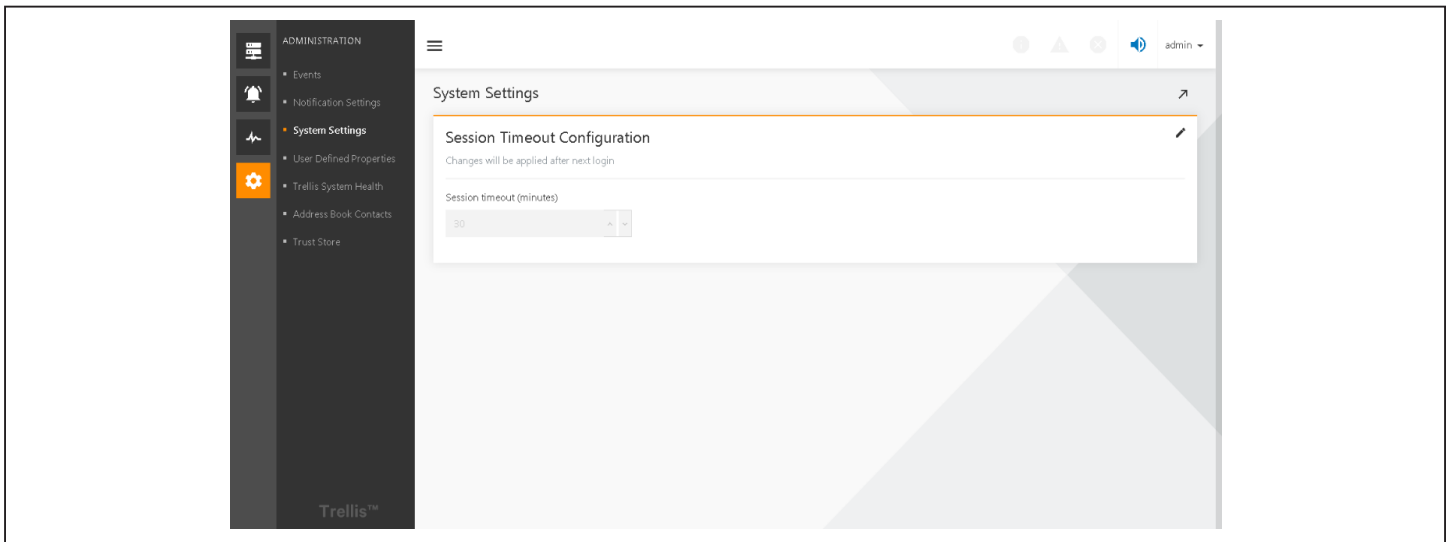 ADMINISTRATION
Events
Notification Settings
System Settings
User Defined Properties
Trellis System Health
Address Book Contacts
Trust Store
Trellis™
admin
System Settings
Session Timeout Configuration
Changes will be applied after next login
Session timeout (minutes)
30